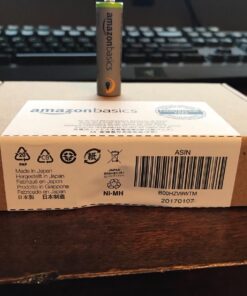 amazonbasics
amazonbasics
Made in Japan
Hergestellt in Japan
Fabriqué en Japon
Prodotto in Giappone
Fabricado en Japón
日本製 日本制造
Ni-MH
ASIN
20170107